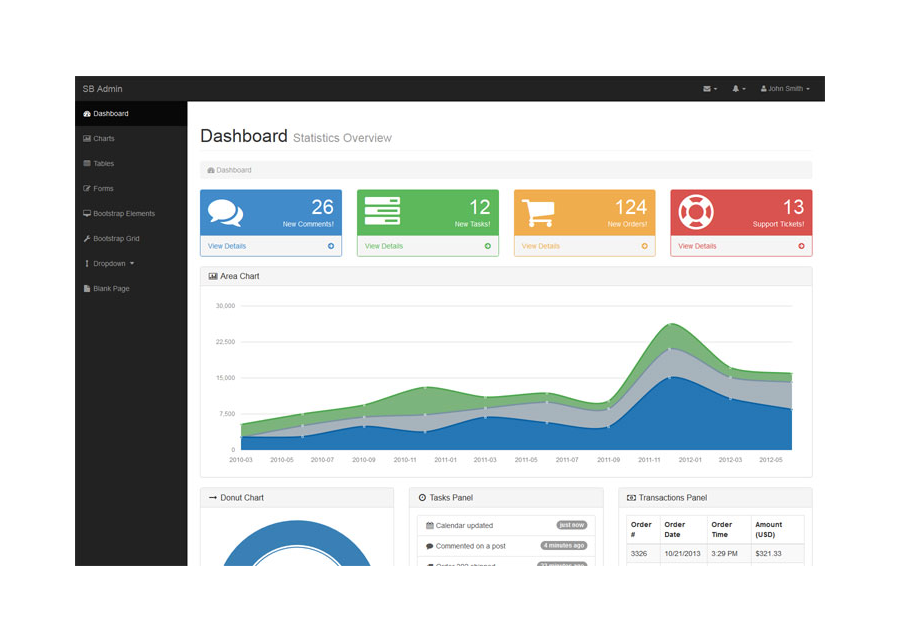 SB Admin
John Smith
Dashboard
Charts
Tables
Forms
Bootstrap Elements
Bootstrap Grid
Dropdown
Blank Page
Dashboard Statistics Overview
Dashboard
26
New Comments!
View Details
12
New Tasks!
View Details
124
New Orders!
View Details
13
Support Tickets!
View Details
Area Chart
30,000
22,500
15,000
7,500
0
2010-03 2010-05 2010-07 2010-09 2010-11 2011-01 2011-03 2011-05 2011-07 2011-09 2011-11 2012-01 2012-03 2012-05
Donut Chart
Tasks Panel
Calendar updated just now
Commented on a post 4 minutes ago
Transactions Panel
Order # Order Date Order Time Amount (USD)
3326 10/21/2013 3:29 PM $321.33